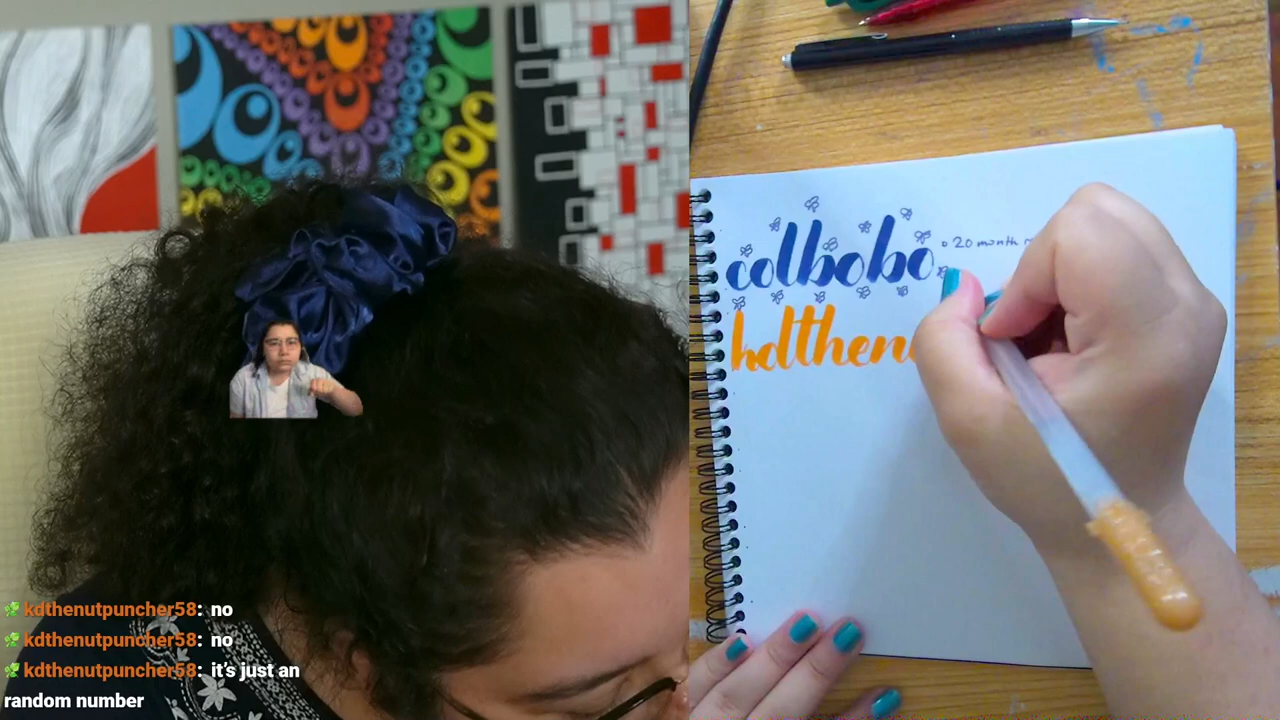 kdthenutpuncher58: no
kdthenutpuncher58: no
kdthenutpuncher58: it's just an
random number
colbobo
20 month
kdthen